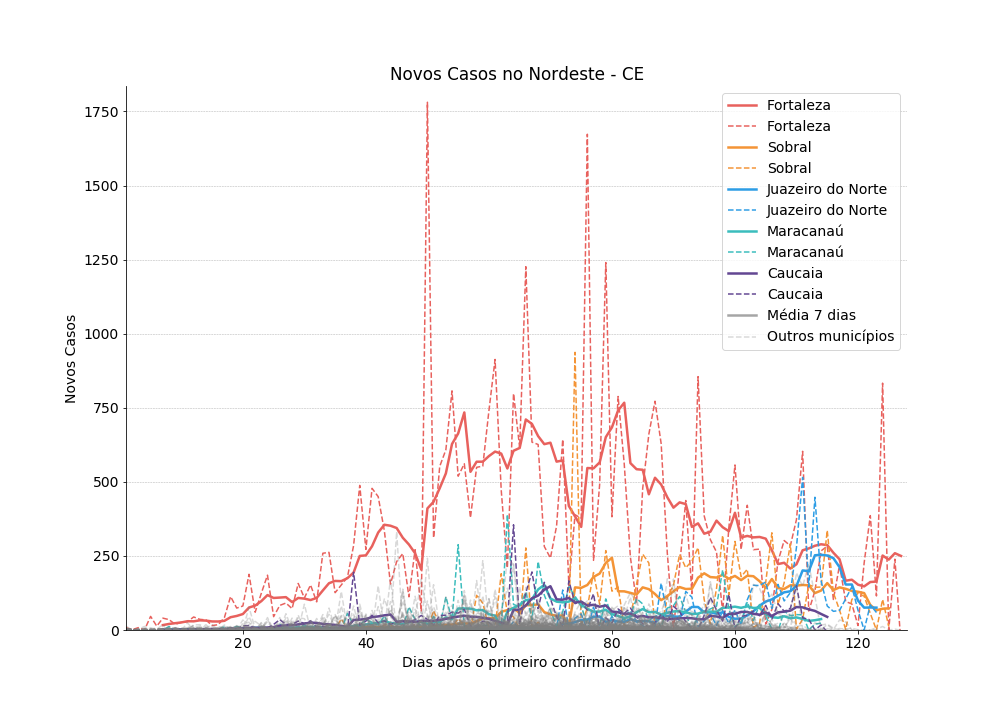 Novos Casos no Nordeste - CE
1750
1500
1250
1000
750
500
250
0
Novos Casos
20
40
60
80
100
120
Dias após o primeiro confirmado
Fortaleza
Fortaleza
Sobral
Sobral
Juazeiro do Norte
Juazeiro do Norte
Maracanaú
Maracanaú
Caucaia
Caucaia
Média 7 dias
Outros municípios